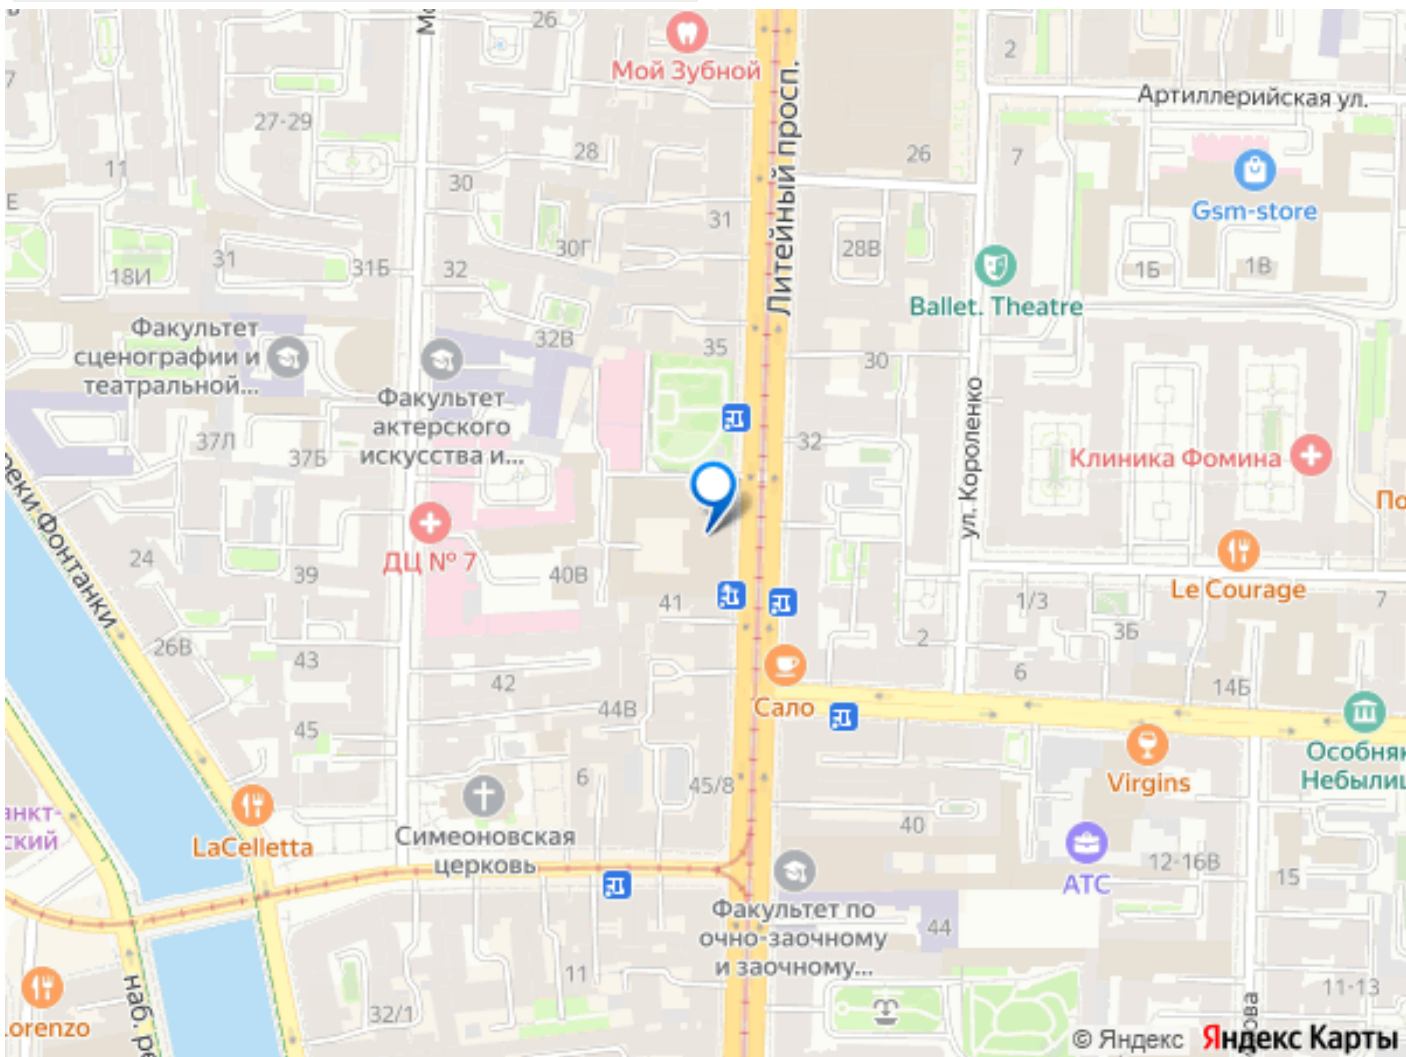 26
Мой Зубной
Литейный просп.
2
Артиллерийская ул.
27-29
28
26
7
11
30
31
Gsm-store
Е
30Г
28В
18И
31
31Б
32
1Б
1В
Ballet. Theatre
Факультет
сценографии и
театральной...
32В
35
30
Факультет
актерского
искусства и...
37Л
37Б
32
ул. Короленко
Клиника Фомина
реки Фонтанки
ДЦ № 7
24
39
40В
41
Le Courage
1/3
3Б
7
26В
43
42
2
6
14Б
44В
Сало
45
Virgins
6
45/8
40
Симеоновская
церковь
LaCelletta
12-16В
АТС
15
Факультет по
очно-заочному
и заочному...
44
11
наб. ре
32/1
11-13
© Яндекс Яндекс Карты